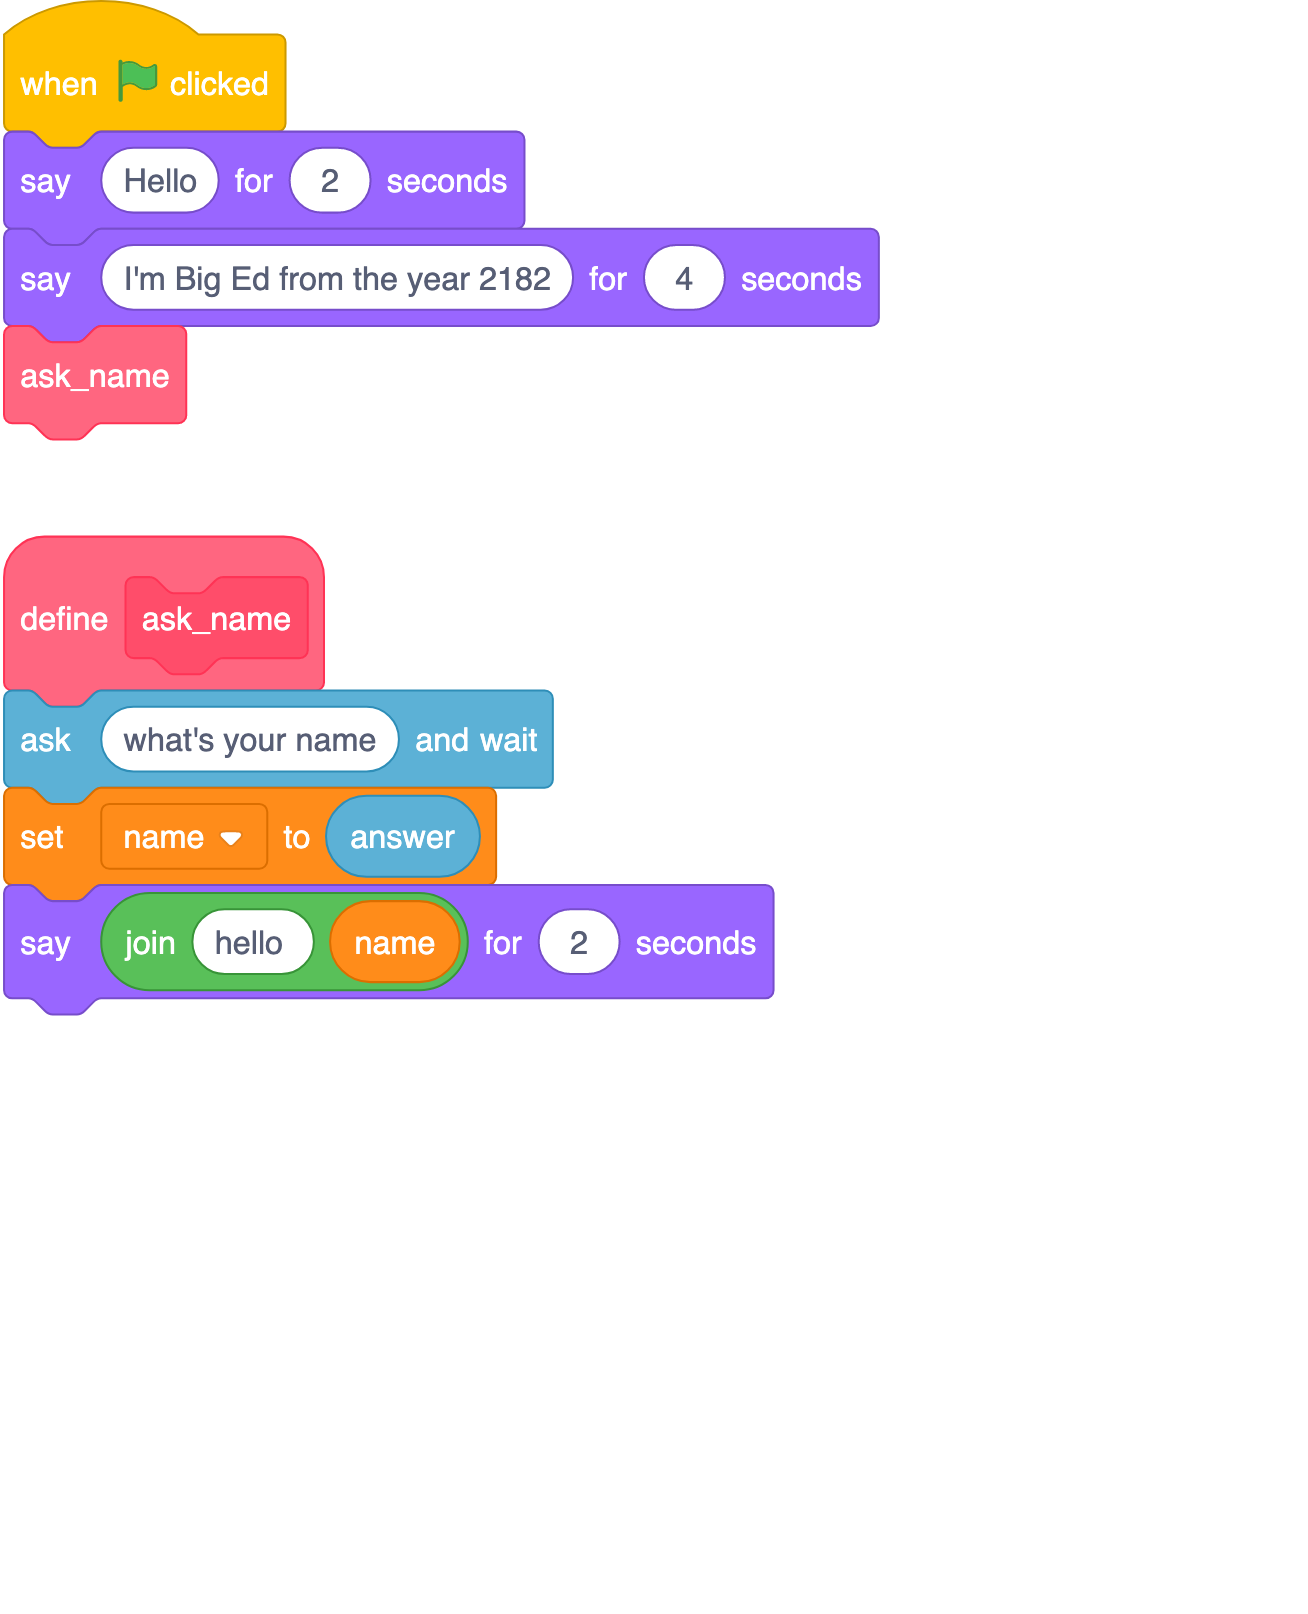 when clicked
say Hello for 2 seconds
say I'm Big Ed from the year 2182 for 4 seconds
ask_name
define ask_name
ask what's your name and wait
set name to answer
say join hello name for 2 seconds